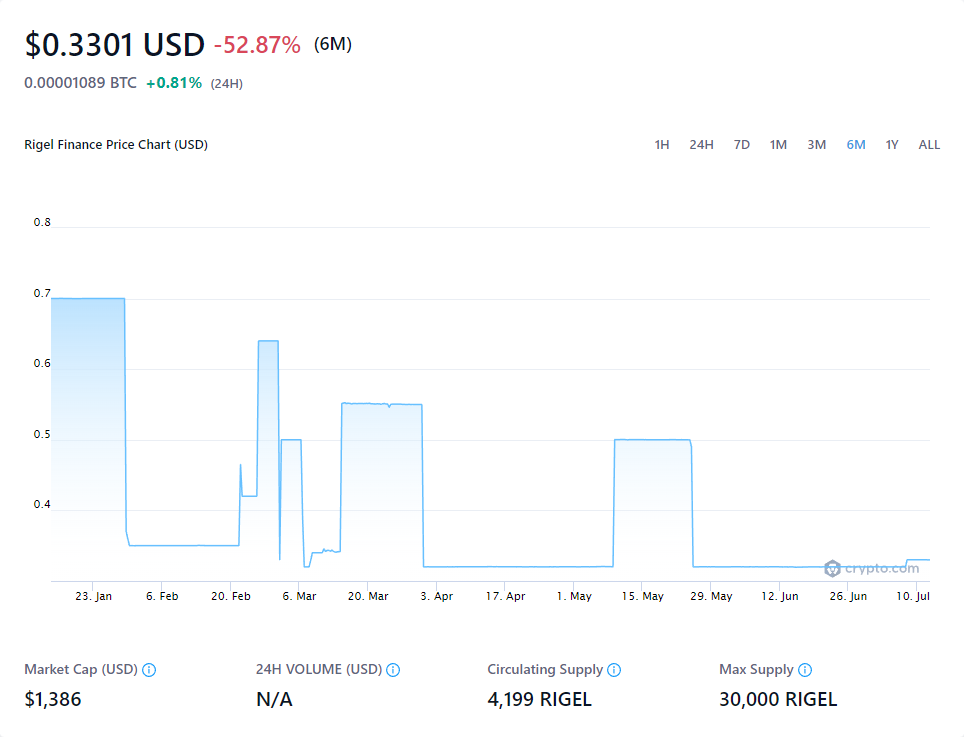 $0.3301 USD -52.87% (6M)
0.00001089 BTC +0.81% (24H)
Rigel Finance Price Chart (USD) 1H 24H 7D 1M 3M 6M 1Y ALL
0.8
0.7
0.6
0.5
0.4
crypto.com
23. Jan 6. Feb 20. Feb 6. Mar 20. Mar 3. Apr 17. Apr 1. May 15. May 29. May 12. Jun 26. Jun 10. Jul
Market Cap (USD) 24H VOLUME (USD) Circulating Supply Max Supply
$1,386 N/A 4,199 RIGEL 30,000 RIGEL